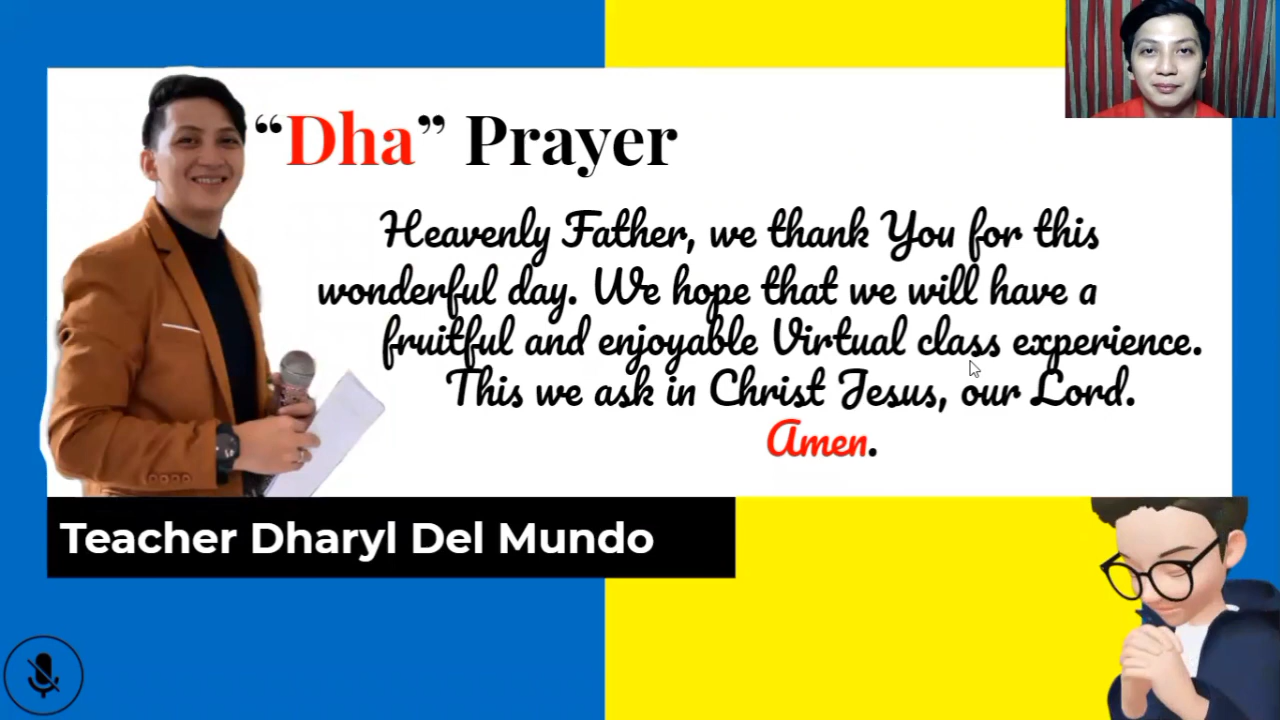 “Dha” Prayer
Heavenly Father, we thank You for this
wonderful day. We hope that we will have a
fruitful and enjoyable Virtual class experience.
This we ask in Christ Jesus, our Lord.
Amen.
Teacher Dharyl Del Mundo